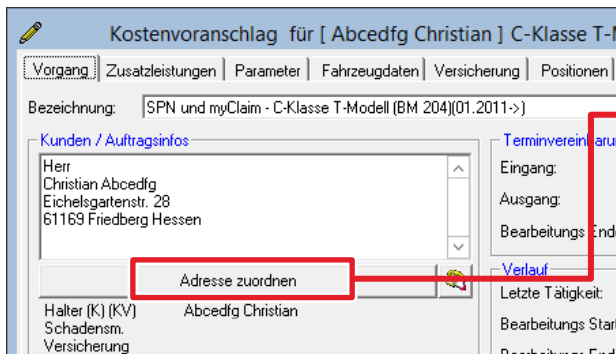 Kostenvoranschlag für [ Abcedfg Christian ] C-Klasse T-
Vorgang Zusatzleistungen Parameter Fahrzeugdaten Versicherung Positionen
Bezeichnung: SPN und myClaim - C-Klasse T-Modell (BM 204)(01.2011->)
Kunden / Auftragsinfos
Herr
Christian Abcedfg
Eichelsgartenstr. 28
61169 Friedberg Hessen
Adresse zuordnen
Halter (K) (KV) Abcedfg Christian
Schadensm.
Versicherung
Eingang:
Ausgang:
Bearbeitungs
Verlauf
Letzte Tätigkeit:
Bearbeitungs Star